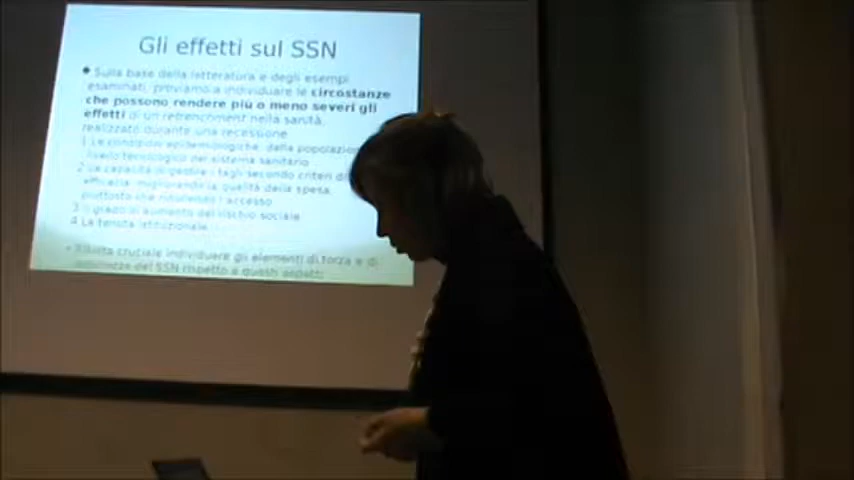 Gli effetti sul SSN
Sulla base della letteratura e degli esempi
esaminati, proviamo a individuare le circostanze
che possono rendere più o meno severi gli
effetti di un retrenchment nella sanità,
realizzato durante una recessione
1 Le condizioni epidemiologiche della popolazion
livello tecnologico del sistema sanitario
2 La capacità di gestire i tagli secondo criteri di
efficacia, migliorando la qualità della spesa,
piuttosto che riducendo l'accesso
3 Il grado di aumento del rischio sociale
4 La tenuta istituzionale
Risulta cruciale individuare gli elementi di forza e di
debolezza del SSN rispetto a questi aspetti